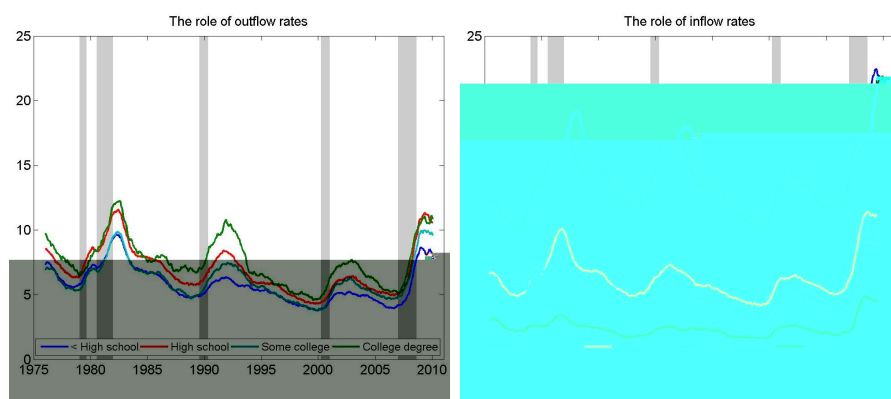 The role of outflow rates
25
20
15
10
5
0
< High school High school Some college College degree
1975 1980 1985 1990 1995 2000 2005 2010
The role of inflow rates
25